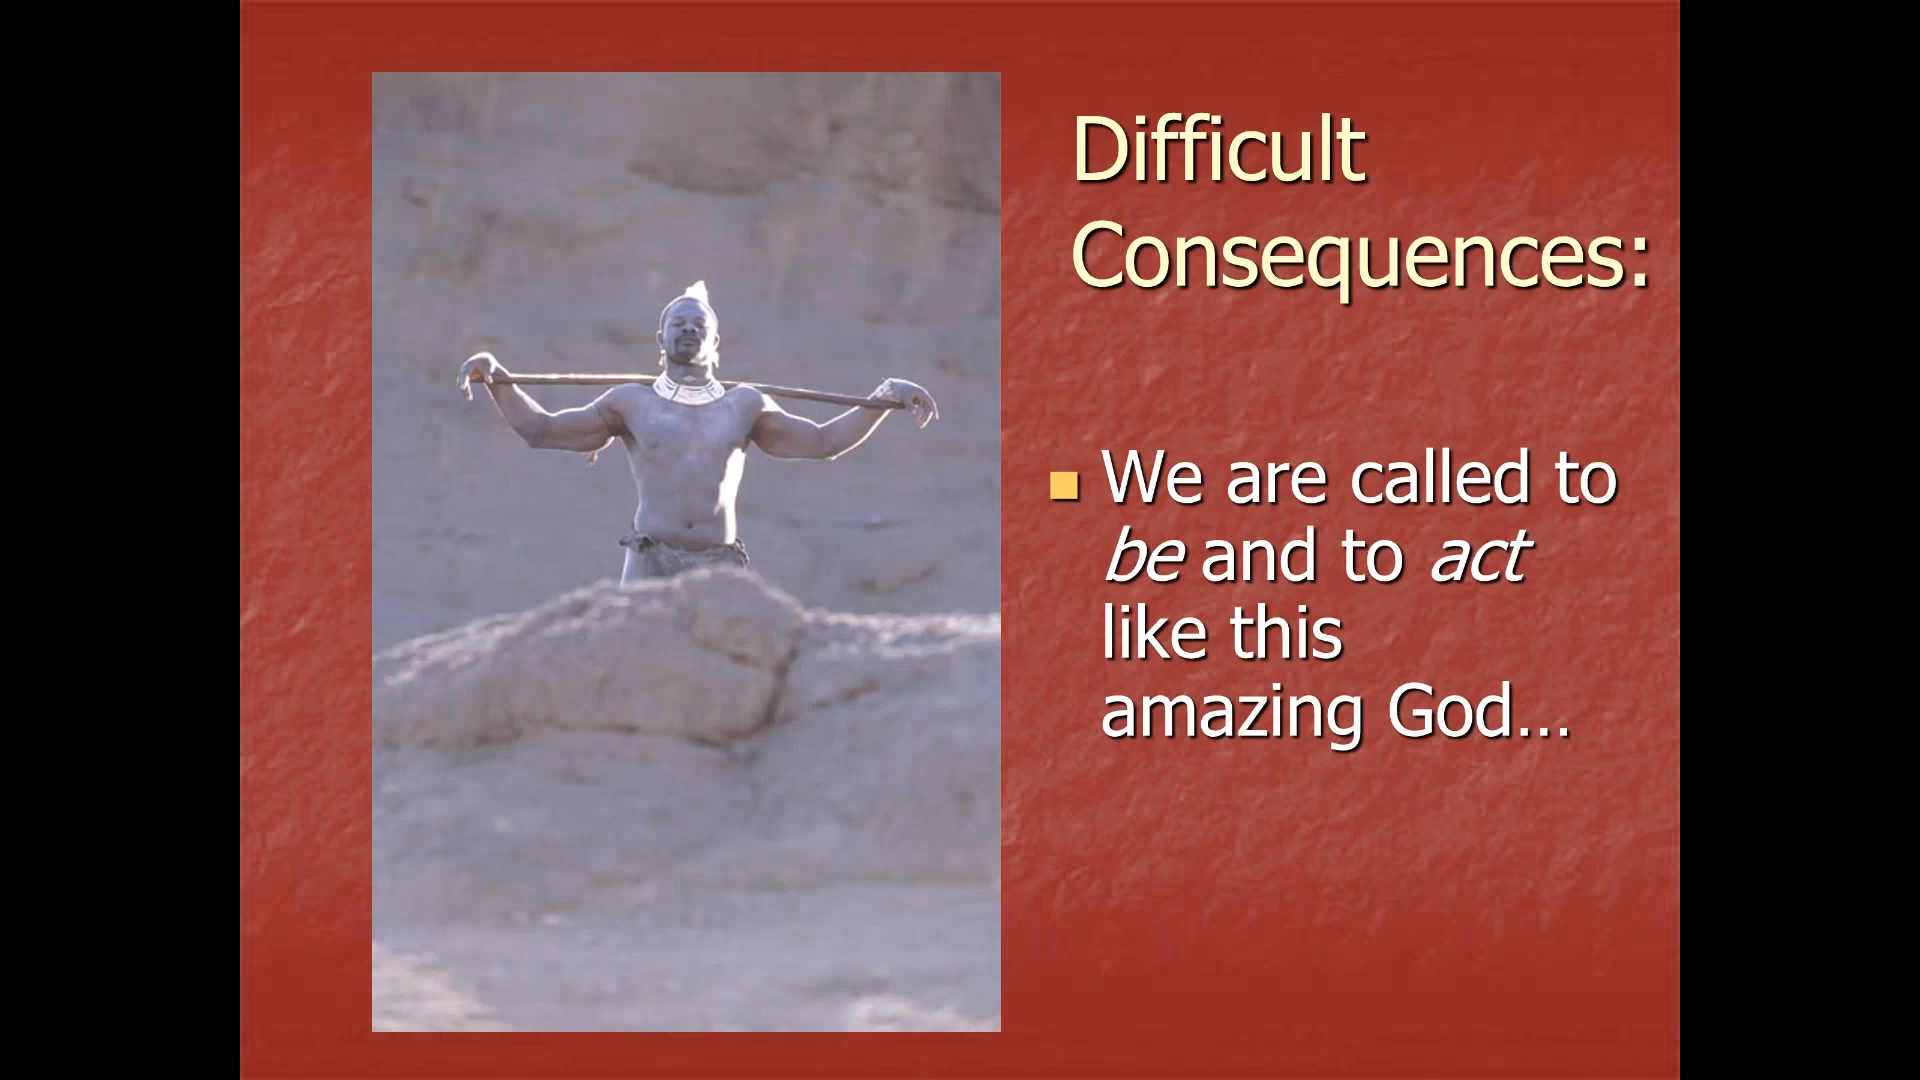 Difficult
Consequences:
We are called to
be and to act
like this
amazing God…